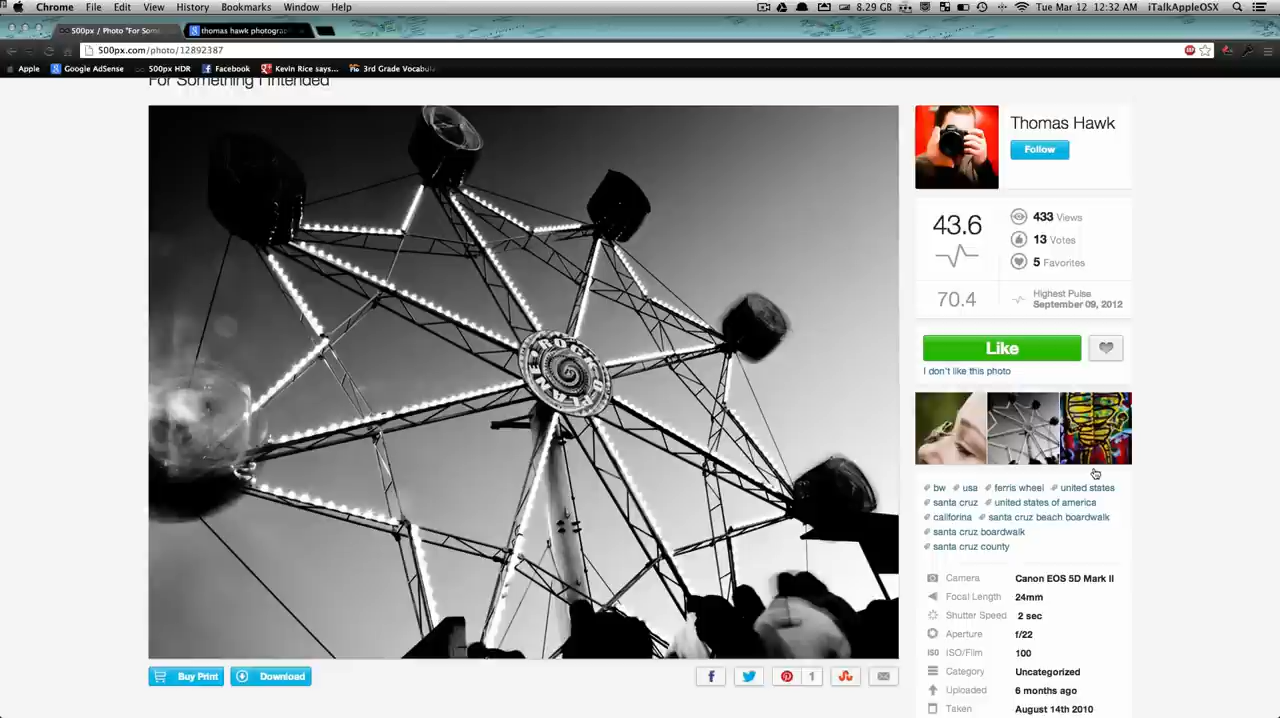 Chrome File Edit View History Bookmarks Window Help 8.29 GB Tue Mar 12 12:32 AM iTalkAppleOSX
500px / Photo "For Som thomas hawk photogra
500px.com/photo/12892387
Apple Google AdSense 500px HDR Facebook Kevin Rice says... 3rd Grade Vocabul
For Something I Intended
Thomas Hawk
Follow
43.6
433 Views
13 Votes
5 Favorites
70.4
Highest Pulse
September 09, 2012
Like
I don't like this photo
bw usa ferris wheel united states
santa cruz united states of america
califorina santa cruz beach boardwalk
santa cruz boardwalk
santa cruz county
Camera Canon EOS 5D Mark II
Focal Length 24mm
Shutter Speed 2 sec
Aperture f/22
ISO ISO/Film 100
Category Uncategorized
Uploaded 6 months ago
Taken August 14th 2010
Buy Print Download 1